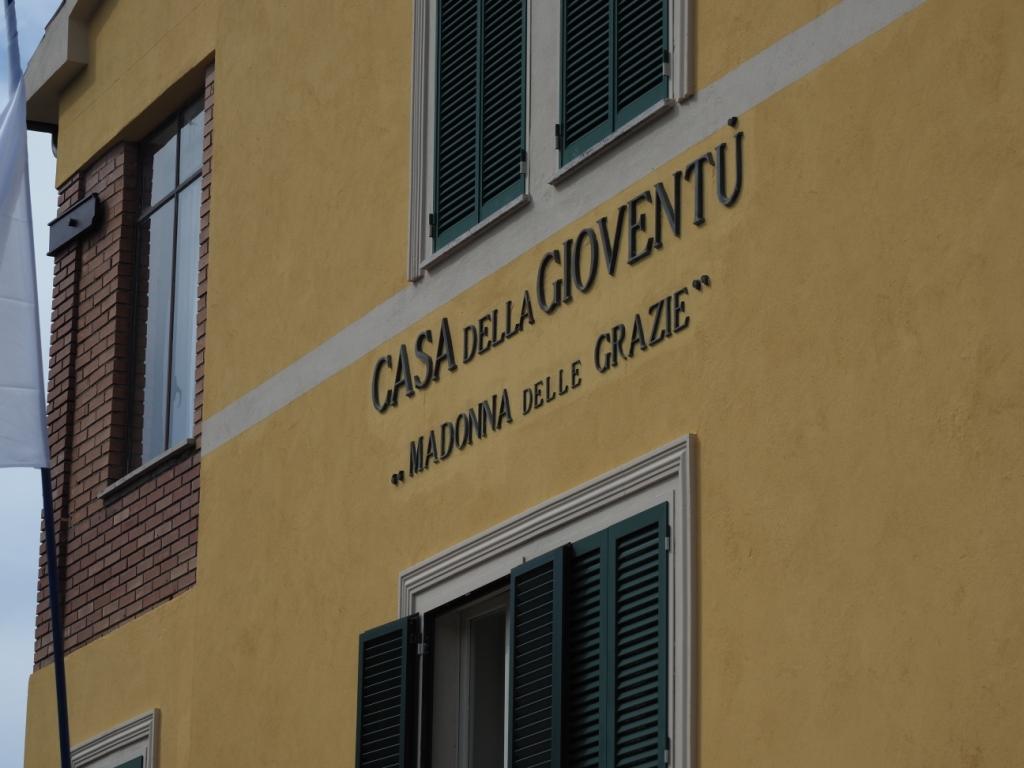 CASA DELLA GIOVENTÙ
“MADONNA DELLE GRAZIE”